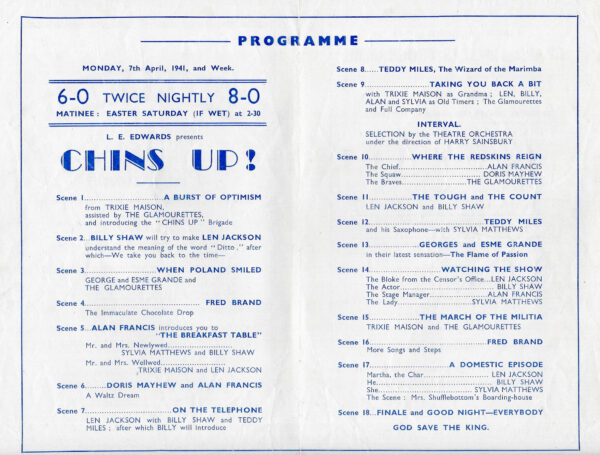 PROGRAMME
MONDAY, 7th April, 1941, and Week.
6-0 TWICE NIGHTLY 8-0
MATINEE : EASTER SATURDAY (IF WET) at 2-30
L. E. EDWARDS presents
CHINS UP!
Scene 1..................A BURST OF OPTIMISM
from TRIXIE MAISON,
assisted by THE GLAMOURETTES,
and introducing the "CHINS UP" Brigade
Scene 2...BILLY SHAW will try to make LEN JACKSON
understand the meaning of the word "Ditto," after
which—We take you back to the time—
Scene 3..................WHEN POLAND SMILED
GEORGE and ESME GRANDE and
THE GLAMOURETTES
Scene 4..................FRED BRAND
The Immaculate Chocolate Drop
Scene 5...ALAN FRANCIS introduces you to
"THE BREAKFAST TABLE"
Mr. and Mrs. Newlywed..................
SYLVIA MATTHEWS and BILLY SHAW
Mr. and Mrs. Wellwed..................
TRIXIE MAISON and LEN JACKSON
Scene 6.........DORIS MAYHEW and ALAN FRANCIS
A Waltz Dream
Scene 7..................ON THE TELEPHONE
LEN JACKSON with BILLY SHAW and TEDDY
MILES ; after which BILLY will Introduce
Scene 8......TEDDY MILES, The Wizard of the Marimba
Scene 9..................TAKING YOU BACK A BIT
with TRIXIE MAISON as Grandma ; LEN, BILLY,
ALAN and SYLVIA as Old Timers ; The Glamourettes
and Full Company
INTERVAL.
SELECTION by the THEATRE ORCHESTRA
under the direction of HARRY SAINSBURY
Scene 10............WHERE THE REDSKINS REIGN
The Chief..................ALAN FRANCIS
The Squaw..................DORIS MAYHEW
The Braves..................THE GLAMOURETTES
Scene 11............THE TOUGH and THE COUNT
LEN JACKSON and BILLY SHAW
Scene 12..................TEDDY MILES
and his Saxophone—with SYLVIA MATTHEWS
Scene 13............GEORGES and ESME GRANDE
in their latest sensation—The Flame of Passion
Scene 14..................WATCHING THE SHOW
The Bloke from the Censor's Office...LEN JACKSON
The Actor..................BILLY SHAW
The Stage Manager..................ALAN FRANCIS
The Lady..................SYLVIA MATTHEWS
Scene 15............THE MARCH OF THE MILITIA
TRIXIE MAISON and THE GLAMOURETTES
Scene 16..................FRED BRAND
More Songs and Steps
Scene 17..................A DOMESTIC EPISODE
Martha, the Char..................LEN JACKSON
He..................BILLY SHAW
She..................SYLVIA MATTHEWS
The Scene : Mrs. Shufflebottom's Boarding-house
Scene 18...FINALE and GOOD NIGHT—EVERYBODY
GOD SAVE THE KING.